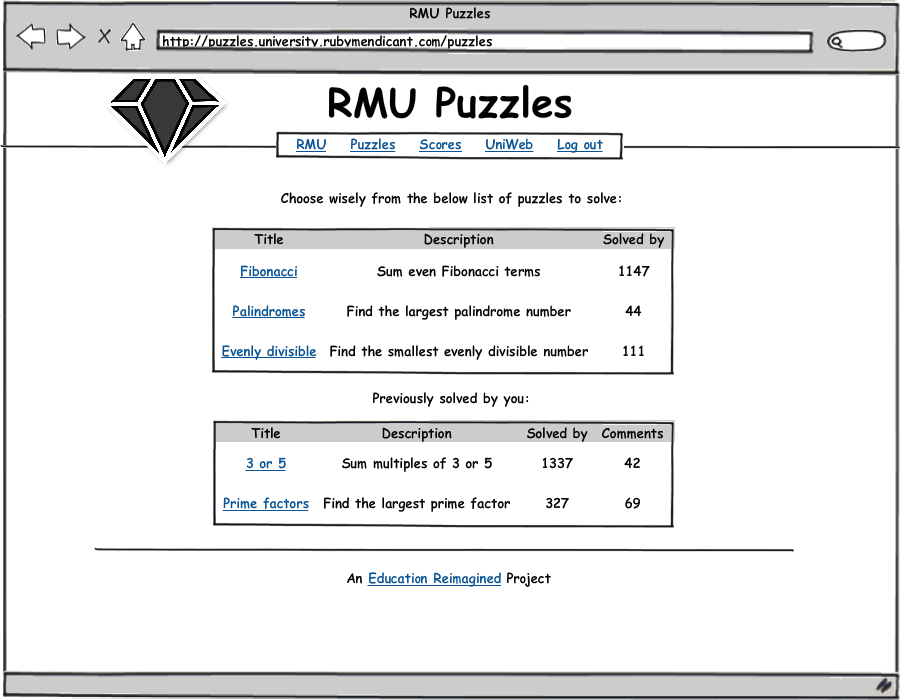 RMU Puzzles
http://puzzles.university.rubymendicant.com/puzzles
RMU Puzzles
RMU Puzzles Scores UniWeb Log out
Choose wisely from the below list of puzzles to solve:
Title Description Solved by
Fibonacci Sum even Fibonacci terms 1147
Palindromes Find the largest palindrome number 44
Evenly divisible Find the smallest evenly divisible number 111
Previously solved by you:
Title Description Solved by Comments
3 or 5 Sum multiples of 3 or 5 1337 42
Prime factors Find the largest prime factor 327 69
An Education Reimagined Project